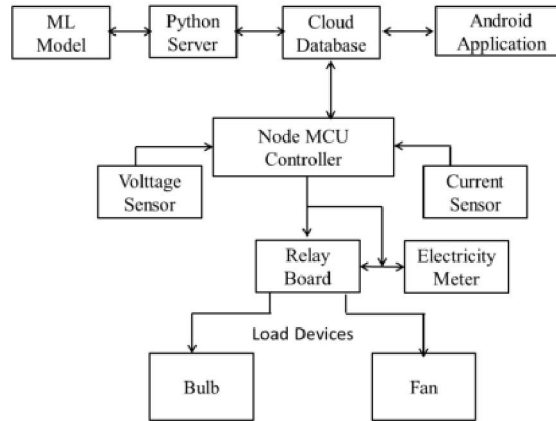 ML
Model
Python
Server
Cloud
Database
Android
Application
Node MCU
Controller
Volttage
Sensor
Current
Sensor
Relay
Board
Electricity
Meter
Load Devices
Bulb
Fan